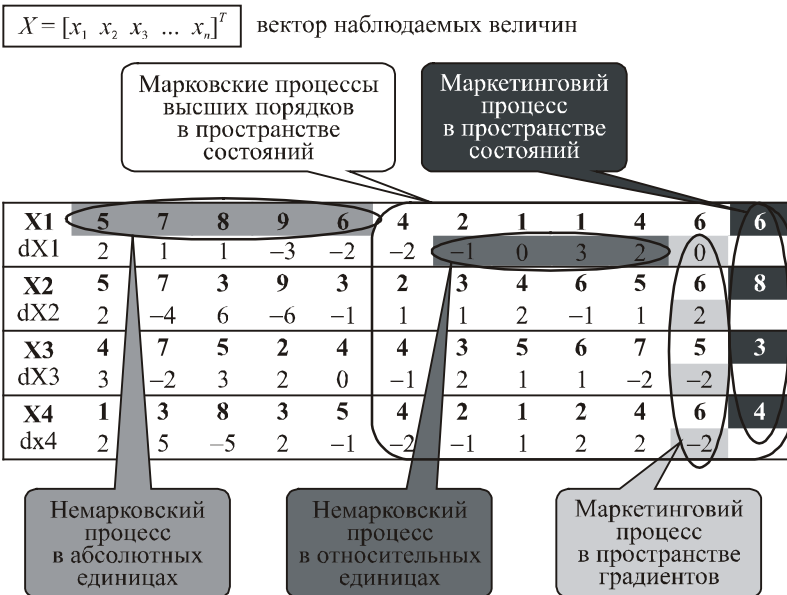 X = [x₁ x₂ x₃ ... xₙ]ᵀ вектор наблюдаемых величин
Марковские процессы
высших порядков
в пространстве
состояний
Маркетинговий
процесс
в пространстве
состояний
X1 5 7 8 9 6 4 2 1 1 4 6 6
dX1 2 1 1 –3 –2 –2 –1 0 3 2 0
X2 5 7 3 9 3 2 3 4 6 5 6 8
dX2 2 –4 6 –6 –1 1 1 2 –1 1 2
X3 4 7 5 2 4 4 3 5 6 7 5 3
dX3 3 –2 3 2 0 –1 2 1 1 –2 –2
X4 1 3 8 3 5 4 2 1 2 4 6 4
dx4 2 5 –5 2 –1 –2 –1 1 2 2 –2
Немарковский
процесс
в абсолютных
единицах
Немарковский
процесс
в относительных
единицах
Маркетинговий
процесс
в пространстве
градиентов